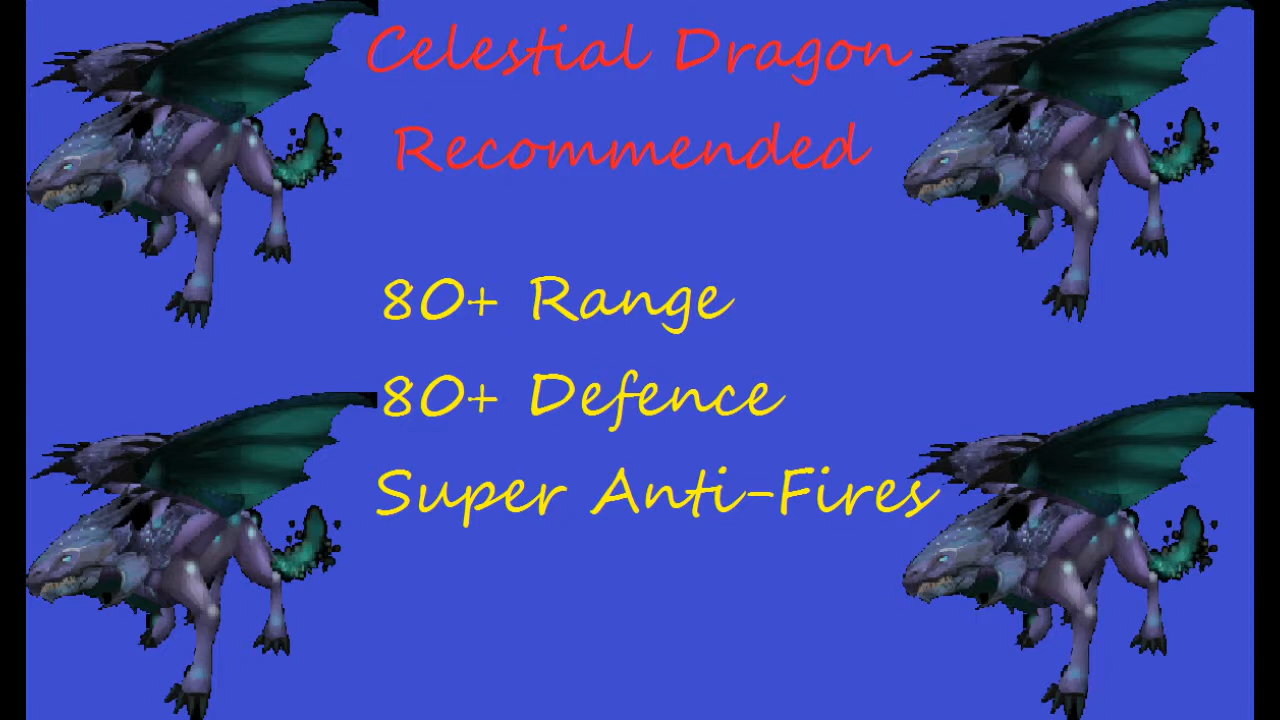 Celestial Dragon
Recommended
80+ Range
80+ Defence
Super Anti-Fires